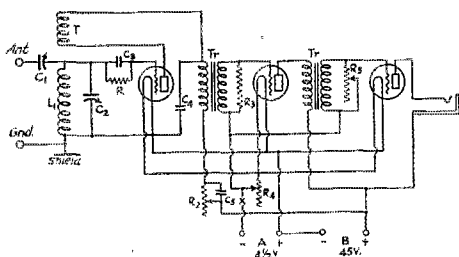 T
Tr
Tr
Ant
C3
C1
R
L1
C2
C4
R3
R5
Gnd.
Shield
R2
C5
R4
- A + - B +
4½V. 45V.